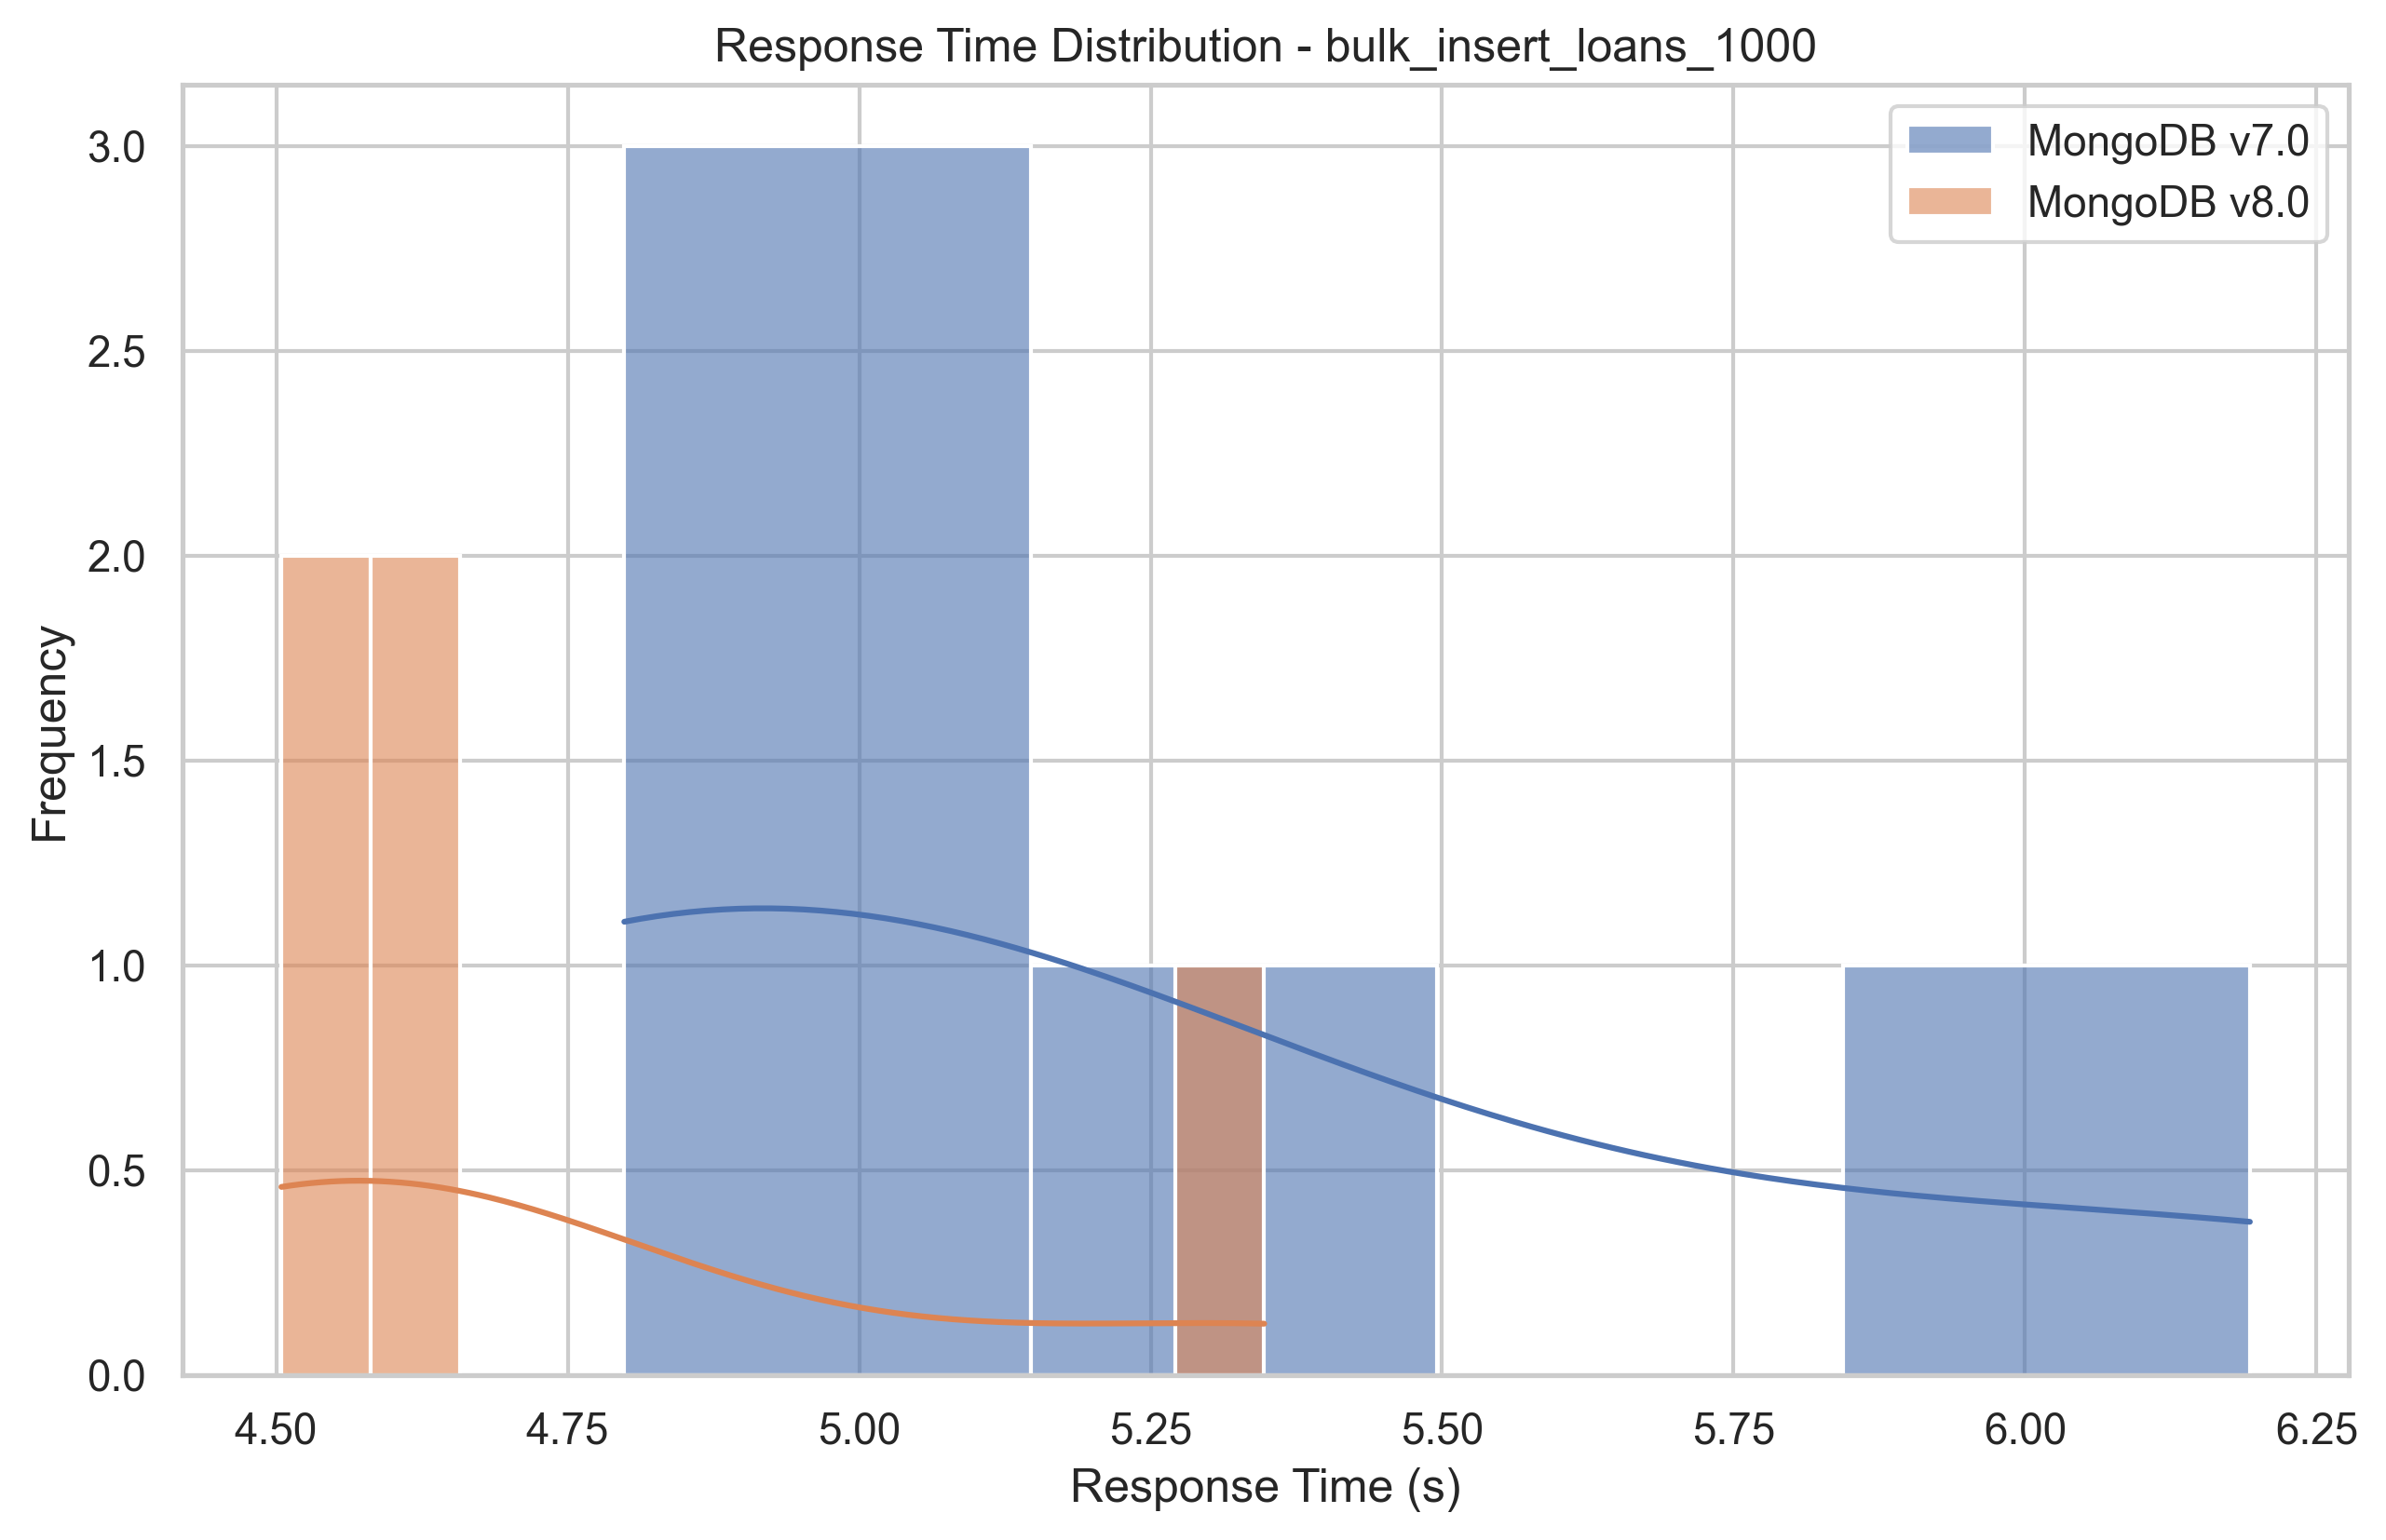 Response Time Distribution - bulk_insert_loans_1000
MongoDB v7.0
MongoDB v8.0
3.0
2.5
2.0
1.5
1.0
0.5
0.0
Frequency
4.50 4.75 5.00 5.25 5.50 5.75 6.00 6.25
Response Time (s)